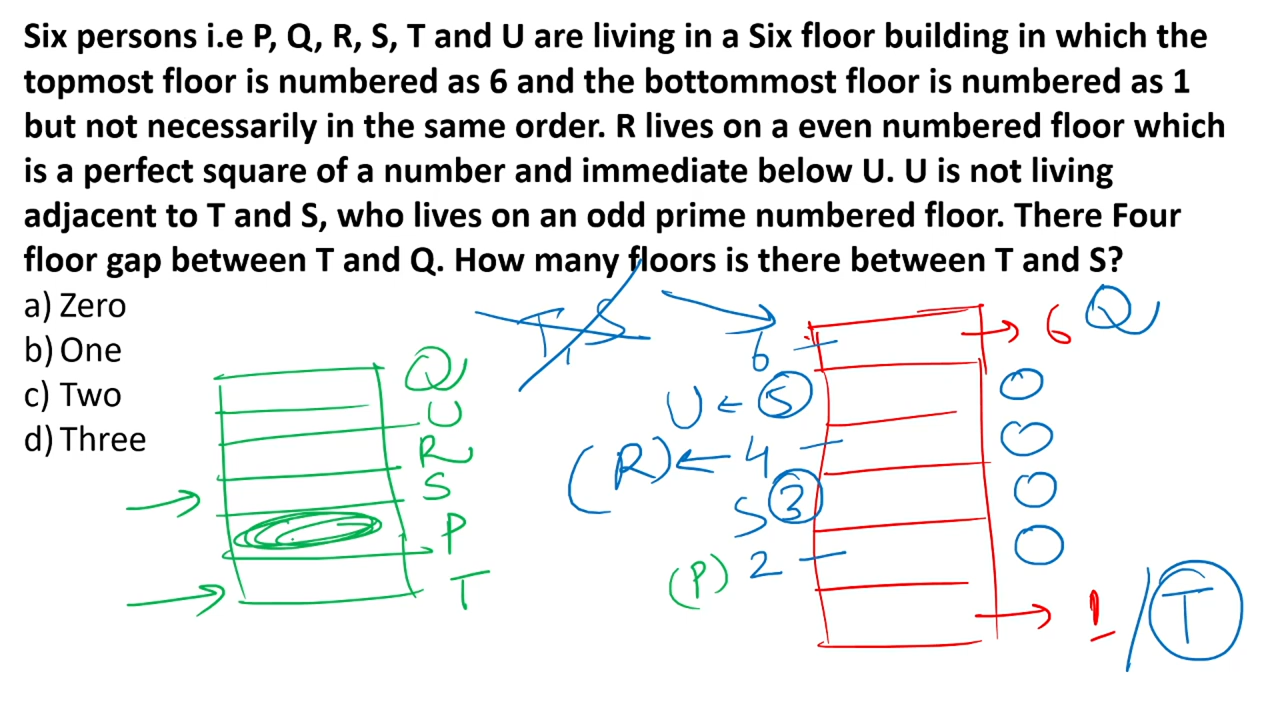 Six persons i.e P, Q, R, S, T and U are living in a Six floor building in which the
topmost floor is numbered as 6 and the bottommost floor is numbered as 1
but not necessarily in the same order. R lives on a even numbered floor which
is a perfect square of a number and immediate below U. U is not living
adjacent to T and S, who lives on an odd prime numbered floor. There Four
floor gap between T and Q. How many floors is there between T and S?
a) Zero
b) One
c) Two
d) Three
T, S
6
6 Q
U ← 5
(R) ← 4
S 3
(P) 2
1 / T
Q
U
R
S
P
T